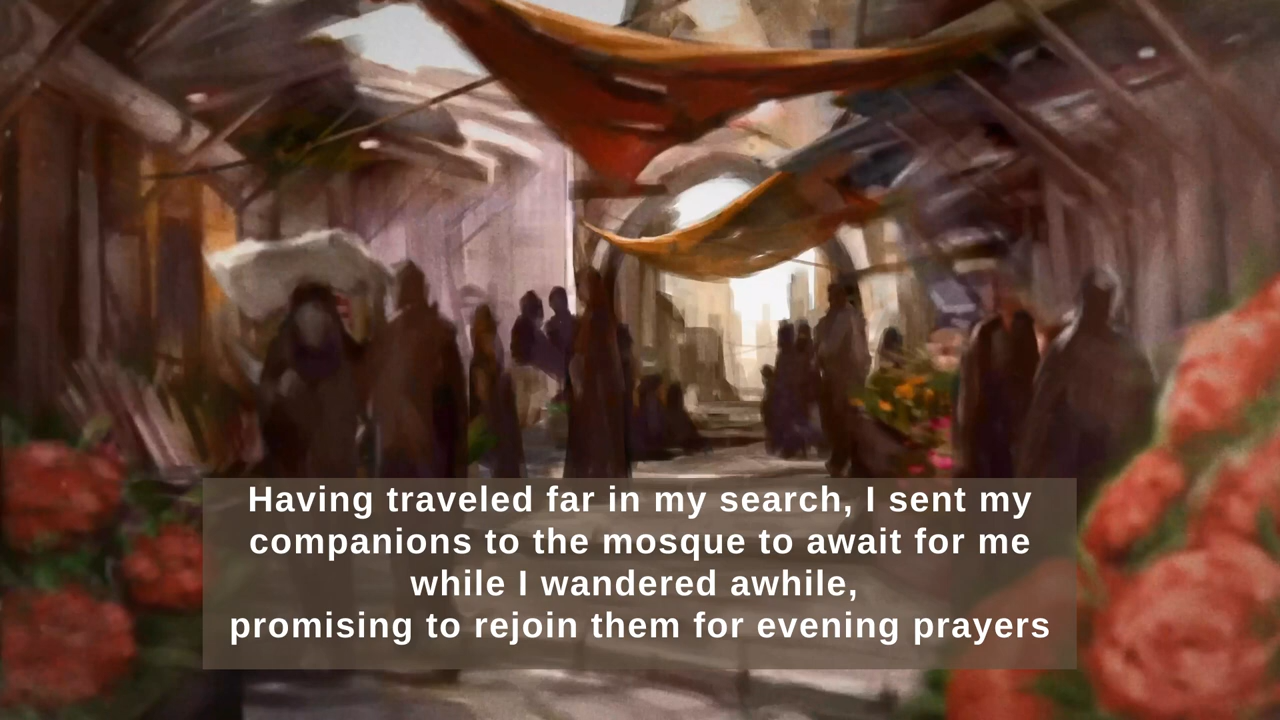 Having traveled far in my search, I sent my
companions to the mosque to await for me
while I wandered awhile,
promising to rejoin them for evening prayers